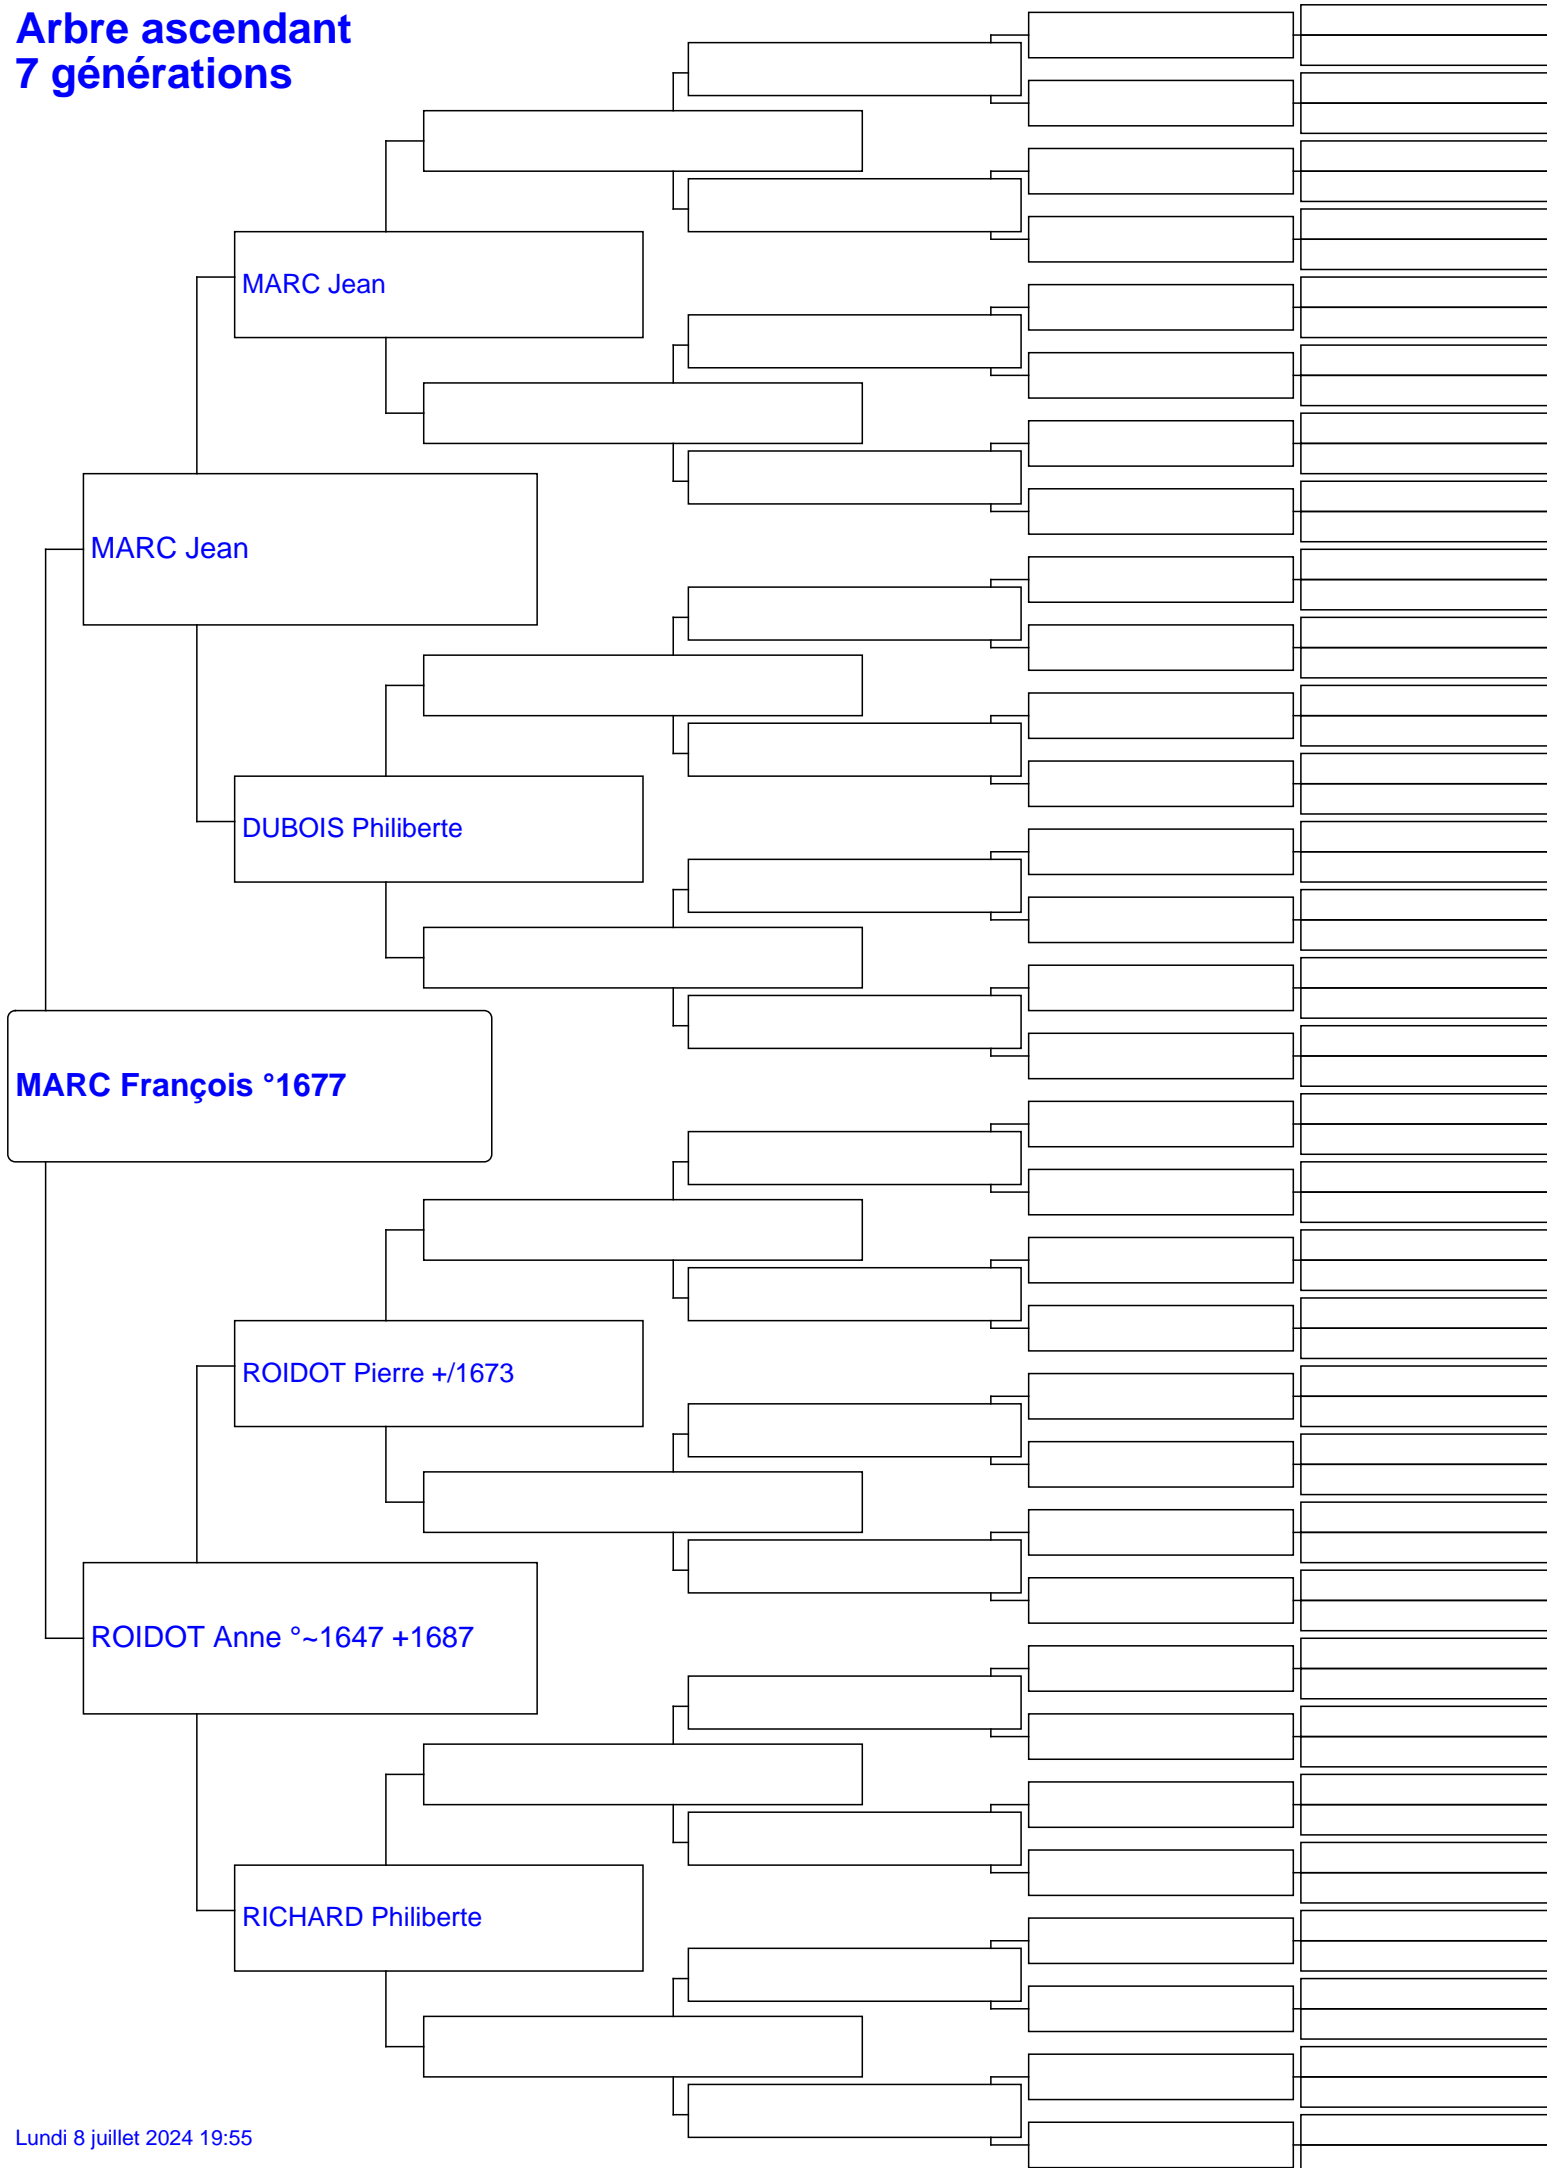 Arbre ascendant
7 générations
MARC Jean
MARC Jean
DUBOIS Philiberte
MARC François °1677
ROIDOT Pierre +/1673
ROIDOT Anne °~1647 +1687
RICHARD Philiberte
Lundi 8 juillet 2024 19:55